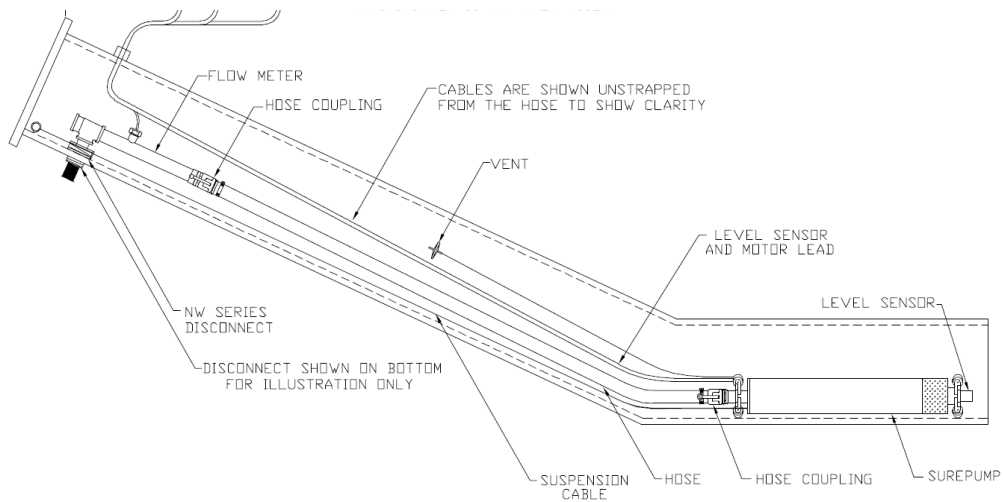 FLOW METER
HOSE COUPLING
CABLES ARE SHOWN UNSTRAPPED
FROM THE HOSE TO SHOW CLARITY
VENT
LEVEL SENSOR
AND MOTOR LEAD
LEVEL SENSOR
NW SERIES
DISCONNECT
DISCONNECT SHOWN ON BOTTOM
FOR ILLUSTRATION ONLY
SUSPENSION
CABLE
HOSE
HOSE COUPLING
SUREPUMP